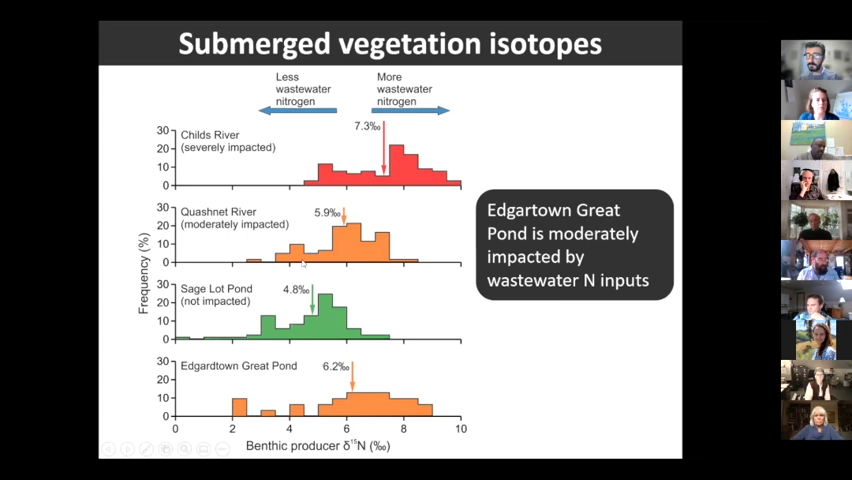 Submerged vegetation isotopes
Less
wastewater
nitrogen
More
wastewater
nitrogen
7.3‰
30
20
10
0
Childs River
(severely impacted)
5.9‰
30
20
10
0
Quashnet River
(moderately impacted)
Edgartown Great
Pond is moderately
impacted by
wastewater N inputs
Frequency (%)
4.8‰
30
20
10
0
Sage Lot Pond
(not impacted)
6.2‰
30
20
10
0
Edgardtown Great Pond
0 2 4 6 8 10
Benthic producer δ¹⁵N (‰)